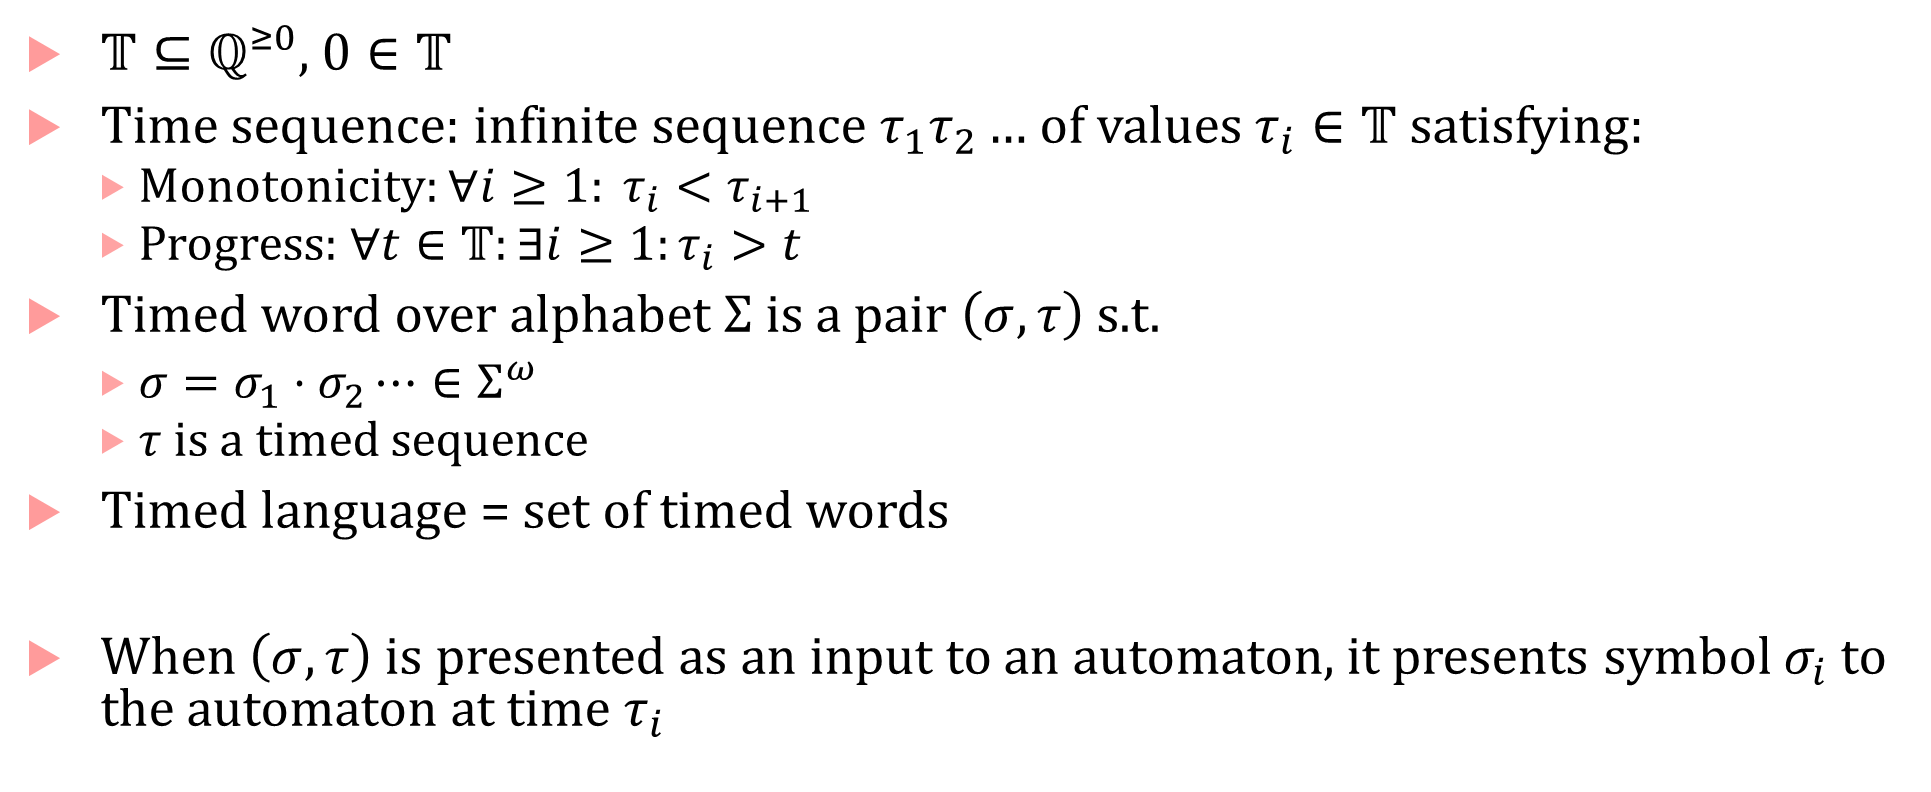 ▶ 𝕋 ⊆ ℚ^≥0, 0 ∈ 𝕋
▶ Time sequence: infinite sequence τ₁τ₂ … of values τᵢ ∈ 𝕋 satisfying:
▶ Monotonicity: ∀i ≥ 1: τᵢ < τᵢ₊₁
▶ Progress: ∀t ∈ 𝕋: ∃i ≥ 1: τᵢ > t
▶ Timed word over alphabet Σ is a pair (σ, τ) s.t.
▶ σ = σ₁ · σ₂ ⋯ ∈ Σ^ω
▶ τ is a timed sequence
▶ Timed language = set of timed words
▶ When (σ, τ) is presented as an input to an automaton, it presents symbol σᵢ to
the automaton at time τᵢ